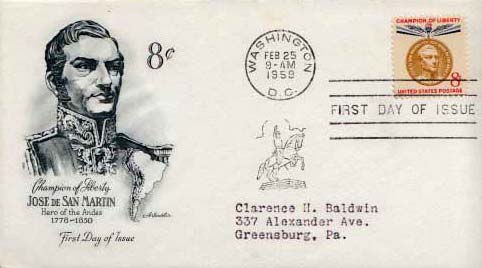 8¢
WASHINGTON
FEB 25
9-AM
1959
D.C.
CHAMPION OF LIBERTY
8¢
UNITED STATES POSTAGE
FIRST DAY OF ISSUE
Champion of Liberty
JOSE DE SAN MARTIN
Hero of the Andes
1778-1850
First Day of Issue
Clarence H. Baldwin
337 Alexander Ave.
Greensburg, Pa.